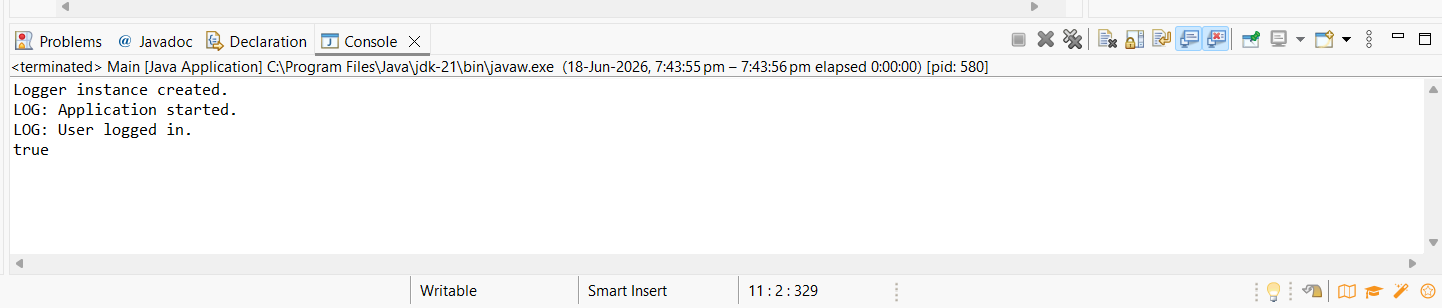 Problems @ Javadoc Declaration Console
<terminated> Main [Java Application] C:\Program Files\Java\jdk-21\bin\javaw.exe (18-Jun-2026, 7:43:55 pm – 7:43:56 pm elapsed 0:00:00) [pid: 580]
Logger instance created.
LOG: Application started.
LOG: User logged in.
true
Writable Smart Insert 11 : 2 : 329